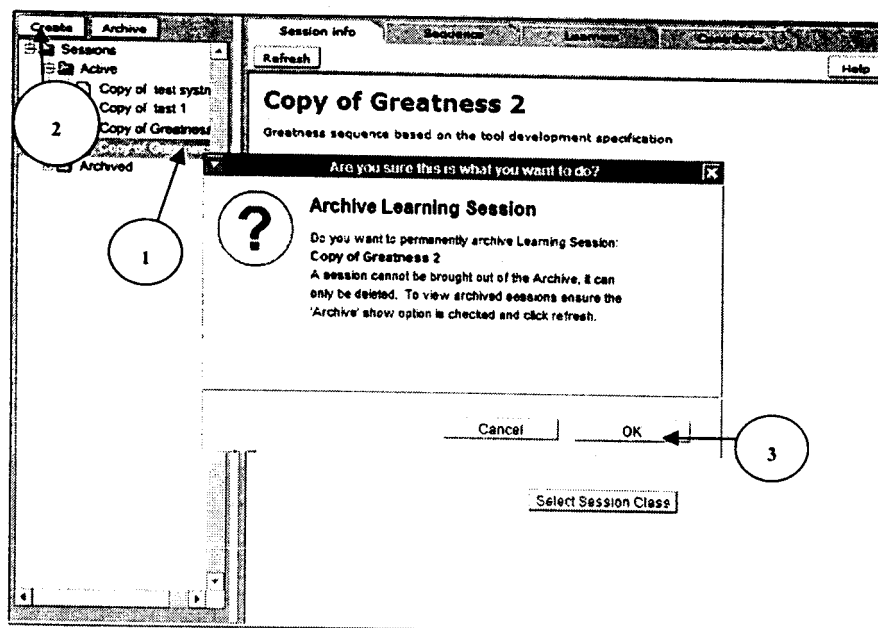 Create Archive
Session info Sequence Learners
Sessions
Refresh
Help
Active
Copy of test systn
Copy of test 1
Copy of Greatness
Archived
Copy of Greatness 2
Greatness sequence based on the tool development specification
2
1
Are you sure this is what you want to do?
?
Archive Learning Session
Do you want to permanently archive Learning Session:
Copy of Greatness 2
A session cannot be brought out of the Archive, it can
only be deleted. To view archived sessions ensure the
'Archive' show option is checked and click refresh.
Cancel OK
3
Select Session Class